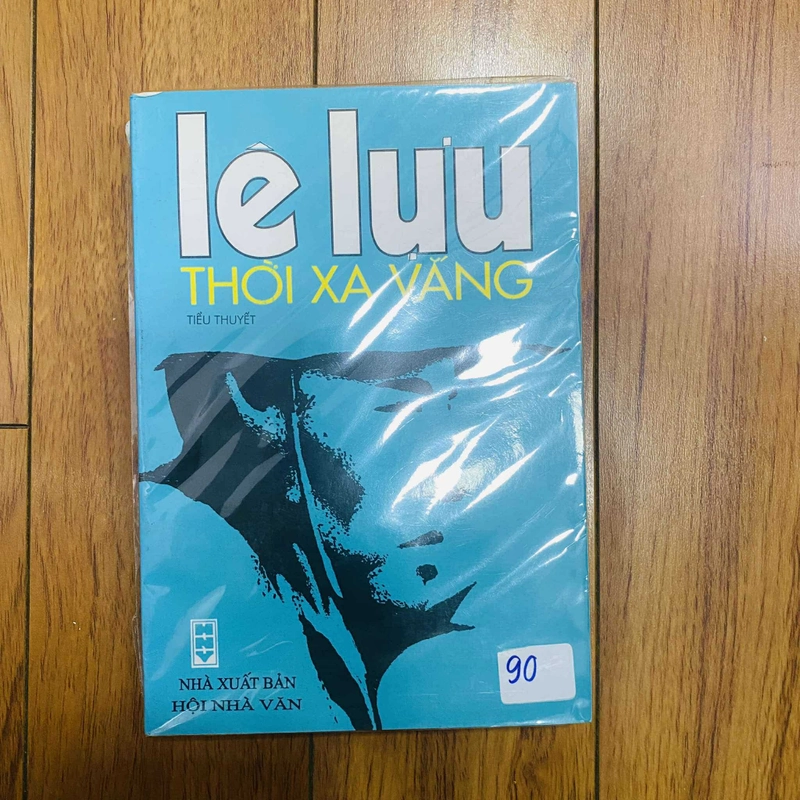 lê lựu
THỜI XA VẮNG
TIỂU THUYẾT
NHÀ XUẤT BẢN
HỘI NHÀ VĂN
90